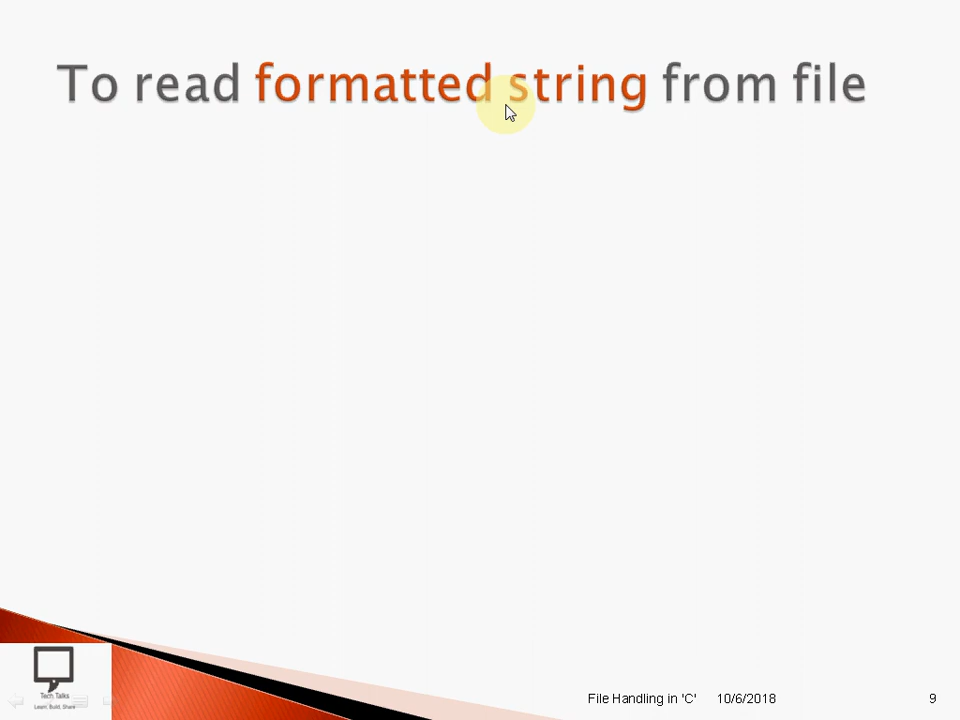 To read formatted string from file
Tech Talks
Learn. Build. Share
File Handling in 'C' 10/6/2018 9